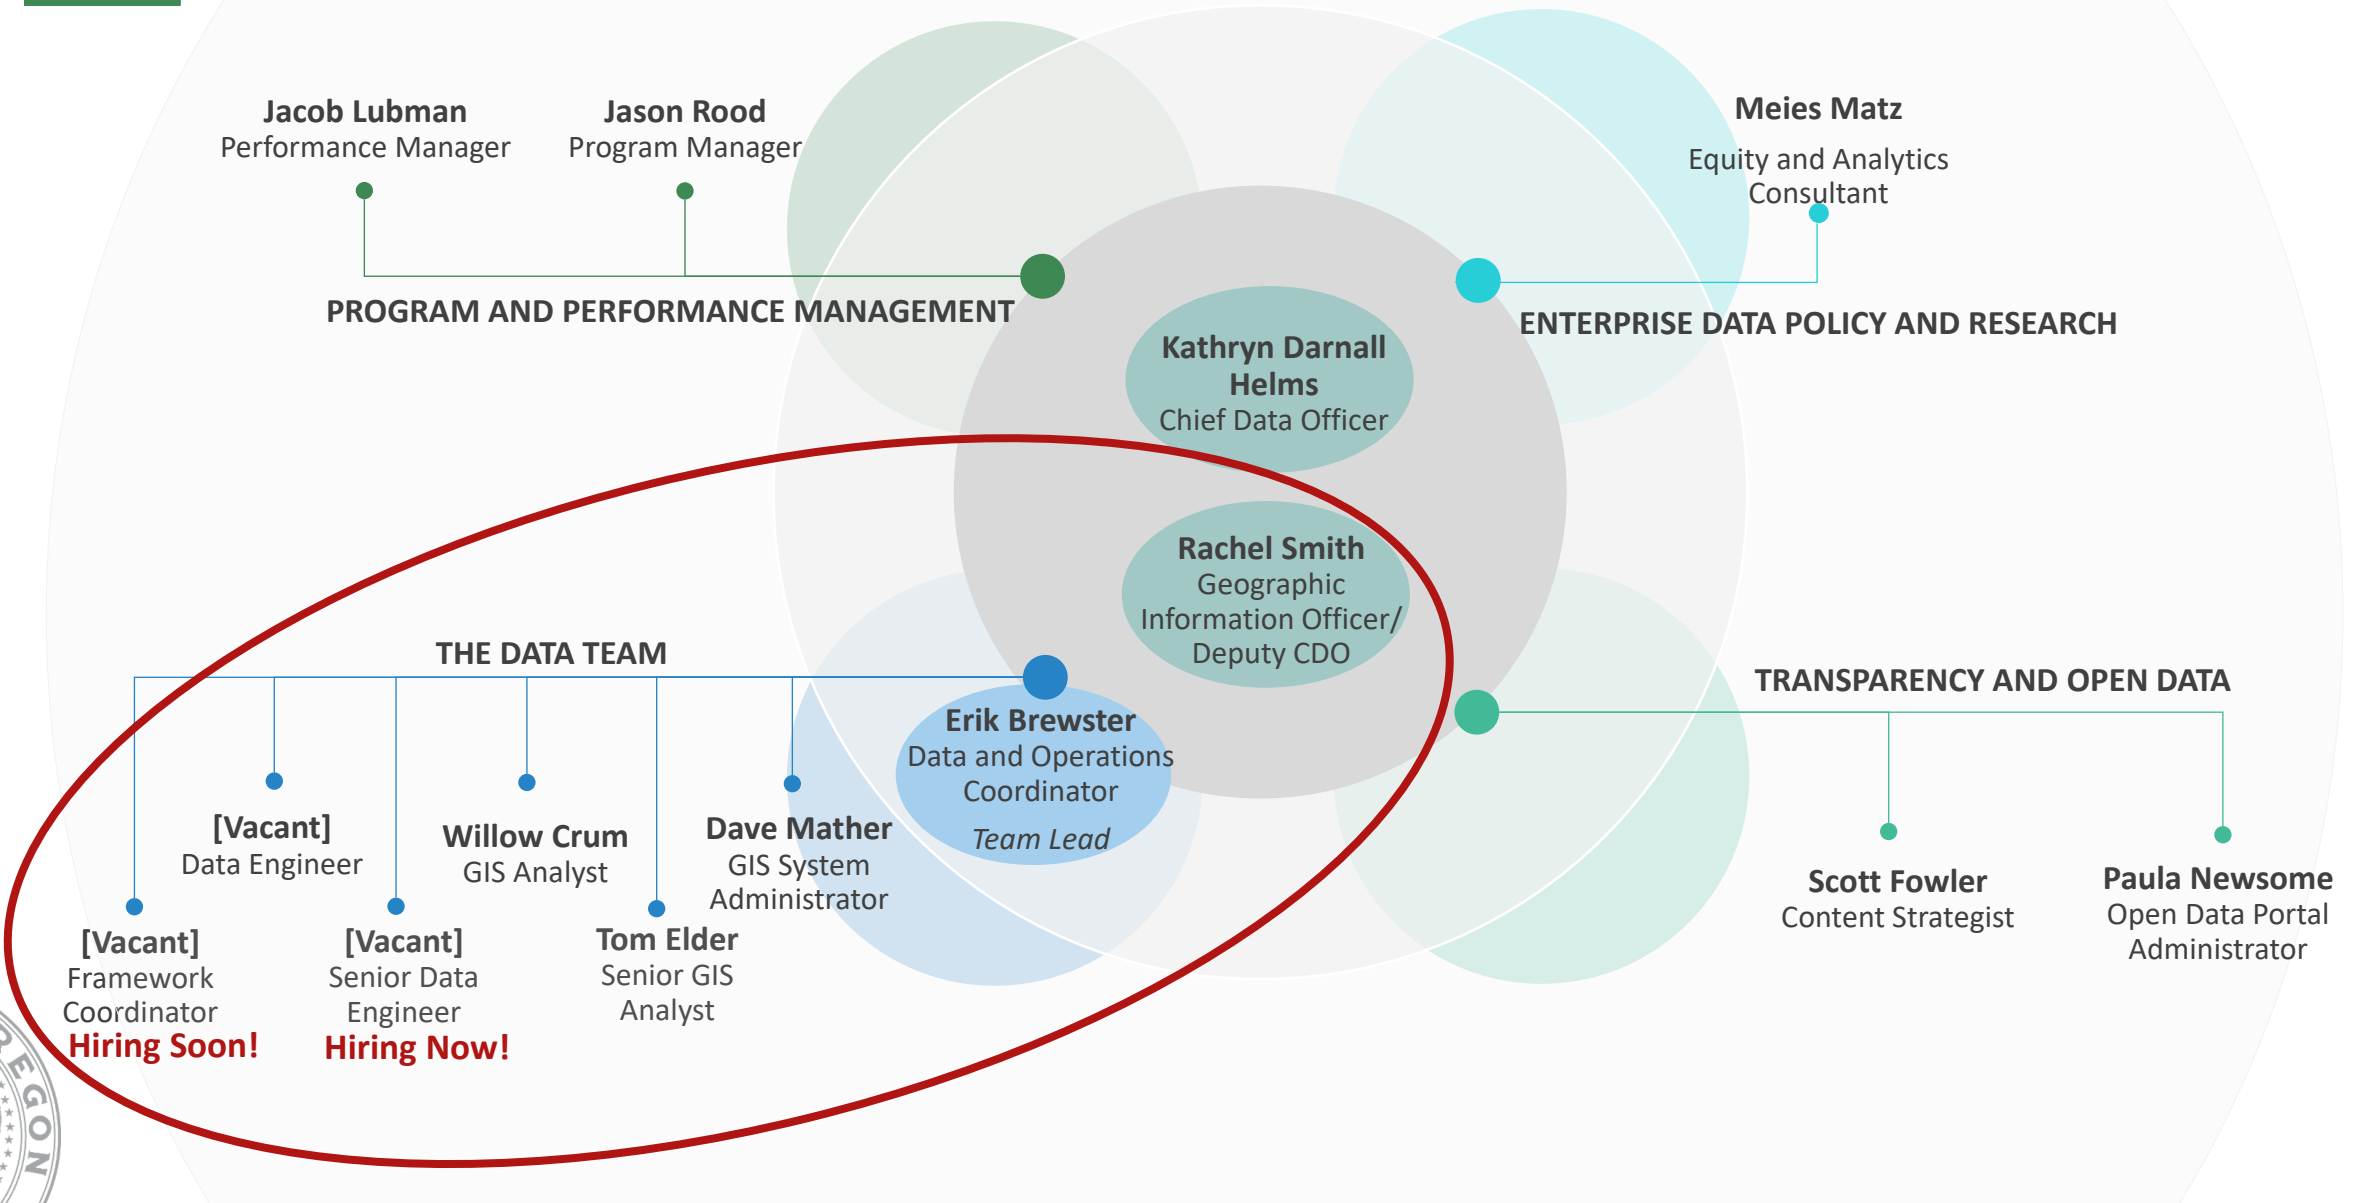 Jacob Lubman
Performance Manager
Jason Rood
Program Manager
PROGRAM AND PERFORMANCE MANAGEMENT
Meies Matz
Equity and Analytics
Consultant
ENTERPRISE DATA POLICY AND RESEARCH
Kathryn Darnall
Helms
Chief Data Officer
Rachel Smith
Geographic
Information Officer/
Deputy CDO
THE DATA TEAM
Erik Brewster
Data and Operations
Coordinator
Team Lead
[Vacant]
Framework
Coordinator
Hiring Soon!
[Vacant]
Data Engineer
[Vacant]
Senior Data
Engineer
Hiring Now!
Willow Crum
GIS Analyst
Tom Elder
Senior GIS
Analyst
Dave Mather
GIS System
Administrator
TRANSPARENCY AND OPEN DATA
Scott Fowler
Content Strategist
Paula Newsome
Open Data Portal
Administrator
REGON